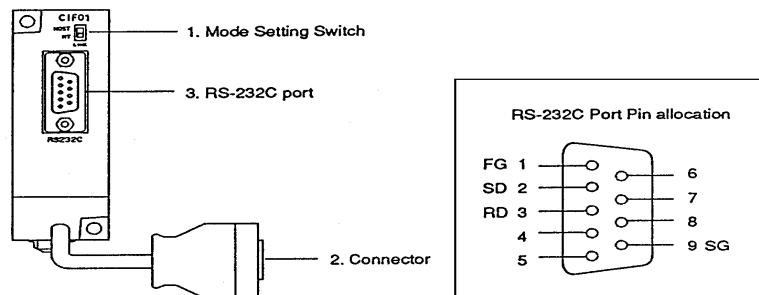 CIF01
HOST
NT
LINK
1. Mode Setting Switch
3. RS-232C port
RS232C
2. Connector
RS-232C Port Pin allocation
FG 1
SD 2
RD 3
4
5
6
7
8
9 SG